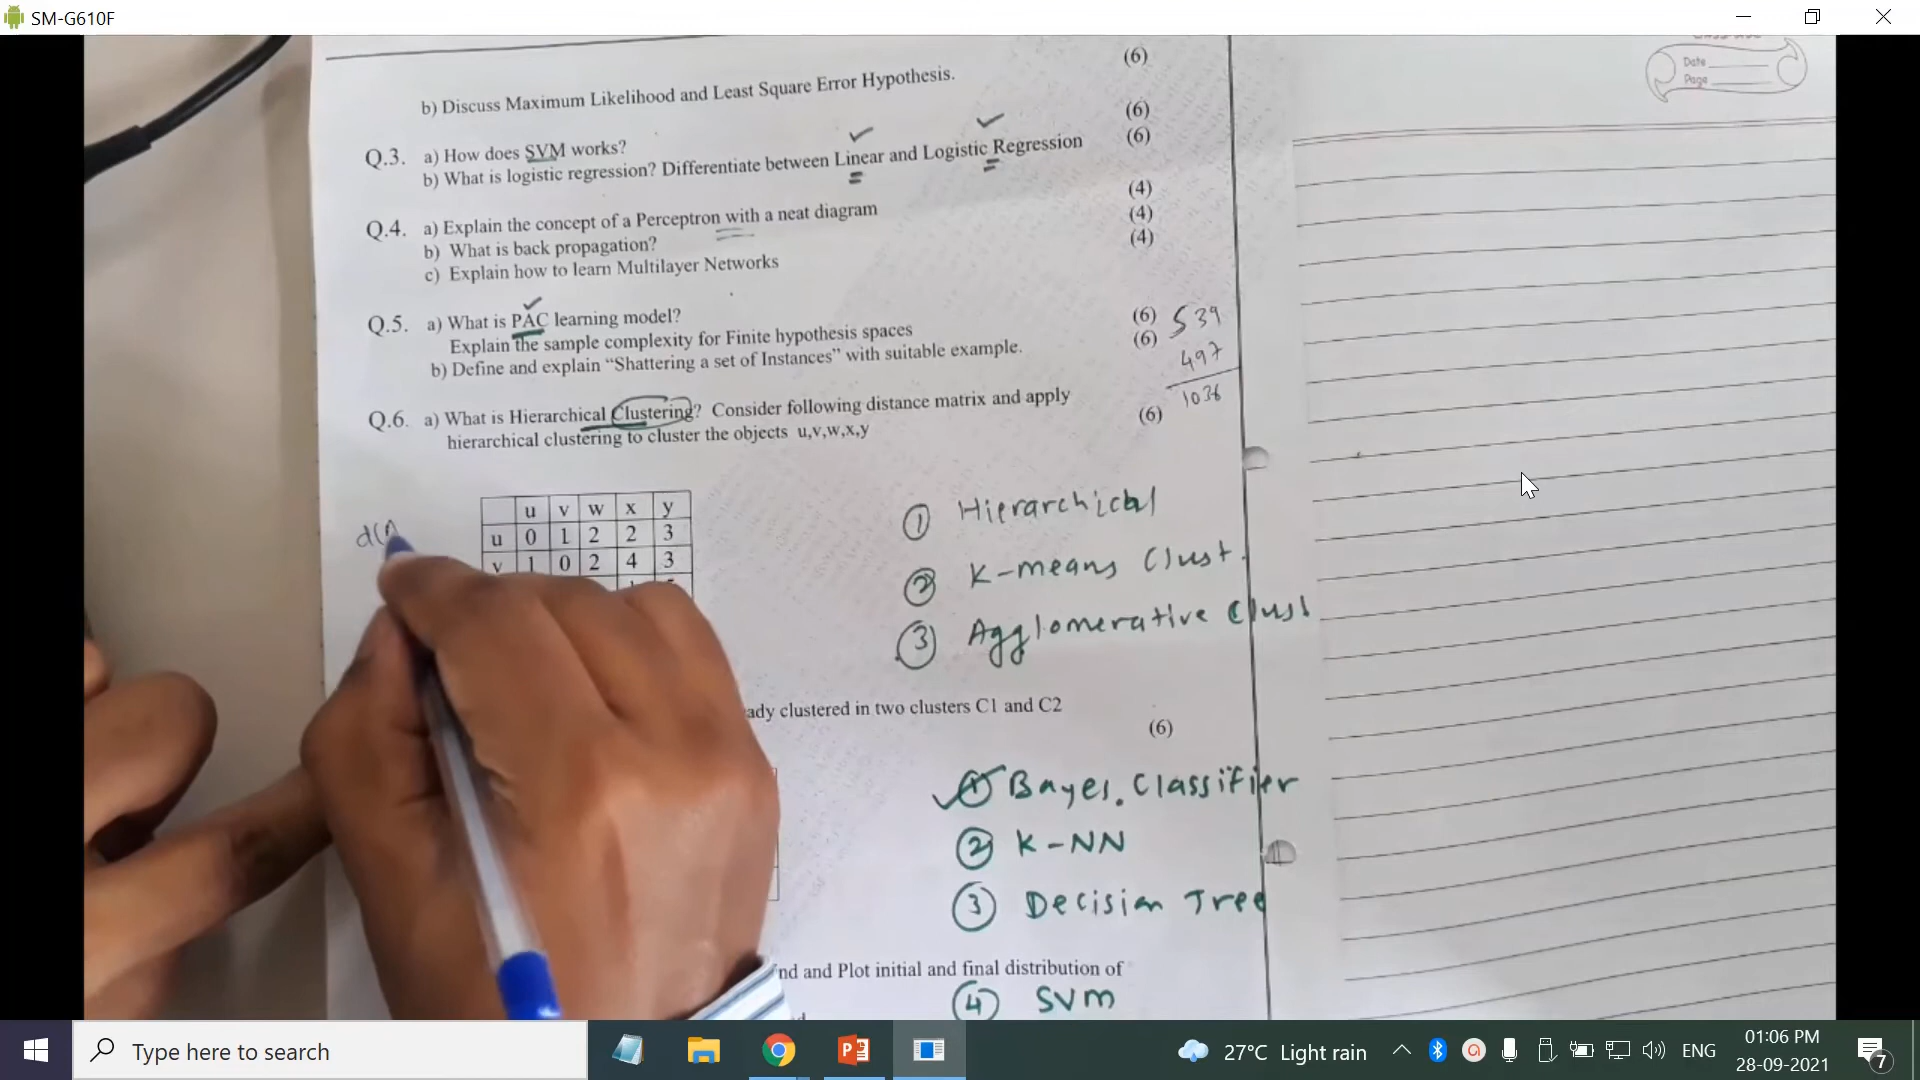 SM-G610F
(6)
b) Discuss Maximum Likelihood and Least Square Error Hypothesis.
(6)
Q.3. a) How does SVM works?
(6)
b) What is logistic regression? Differentiate between Linear and Logistic Regression
Q.4. a) Explain the concept of a Perceptron with a neat diagram (4)
b) What is back propagation? (4)
c) Explain how to learn Multilayer Networks (4)
Q.5. a) What is PAC learning model?
Explain the sample complexity for Finite hypothesis spaces (6)
b) Define and explain “Shattering a set of Instances” with suitable example. (6)
539
497
1036
Q.6. a) What is Hierarchical Clustering? Consider following distance matrix and apply
hierarchical clustering to cluster the objects u,v,w,x,y (6)
u v w x y
u 0 1 2 2 3
v 1 0 2 4 3
d(
① Hierarchical
② K-means Clust.
③ Agglomerative Clust
clustered in two clusters C1 and C2
(6)
① Bayes. Classifier
② K-NN
③ Decision Tree
and Plot initial and final distribution of
④ SVM
Date
Page
Type here to search
27°C Light rain
ENG
01:06 PM
28-09-2021
7